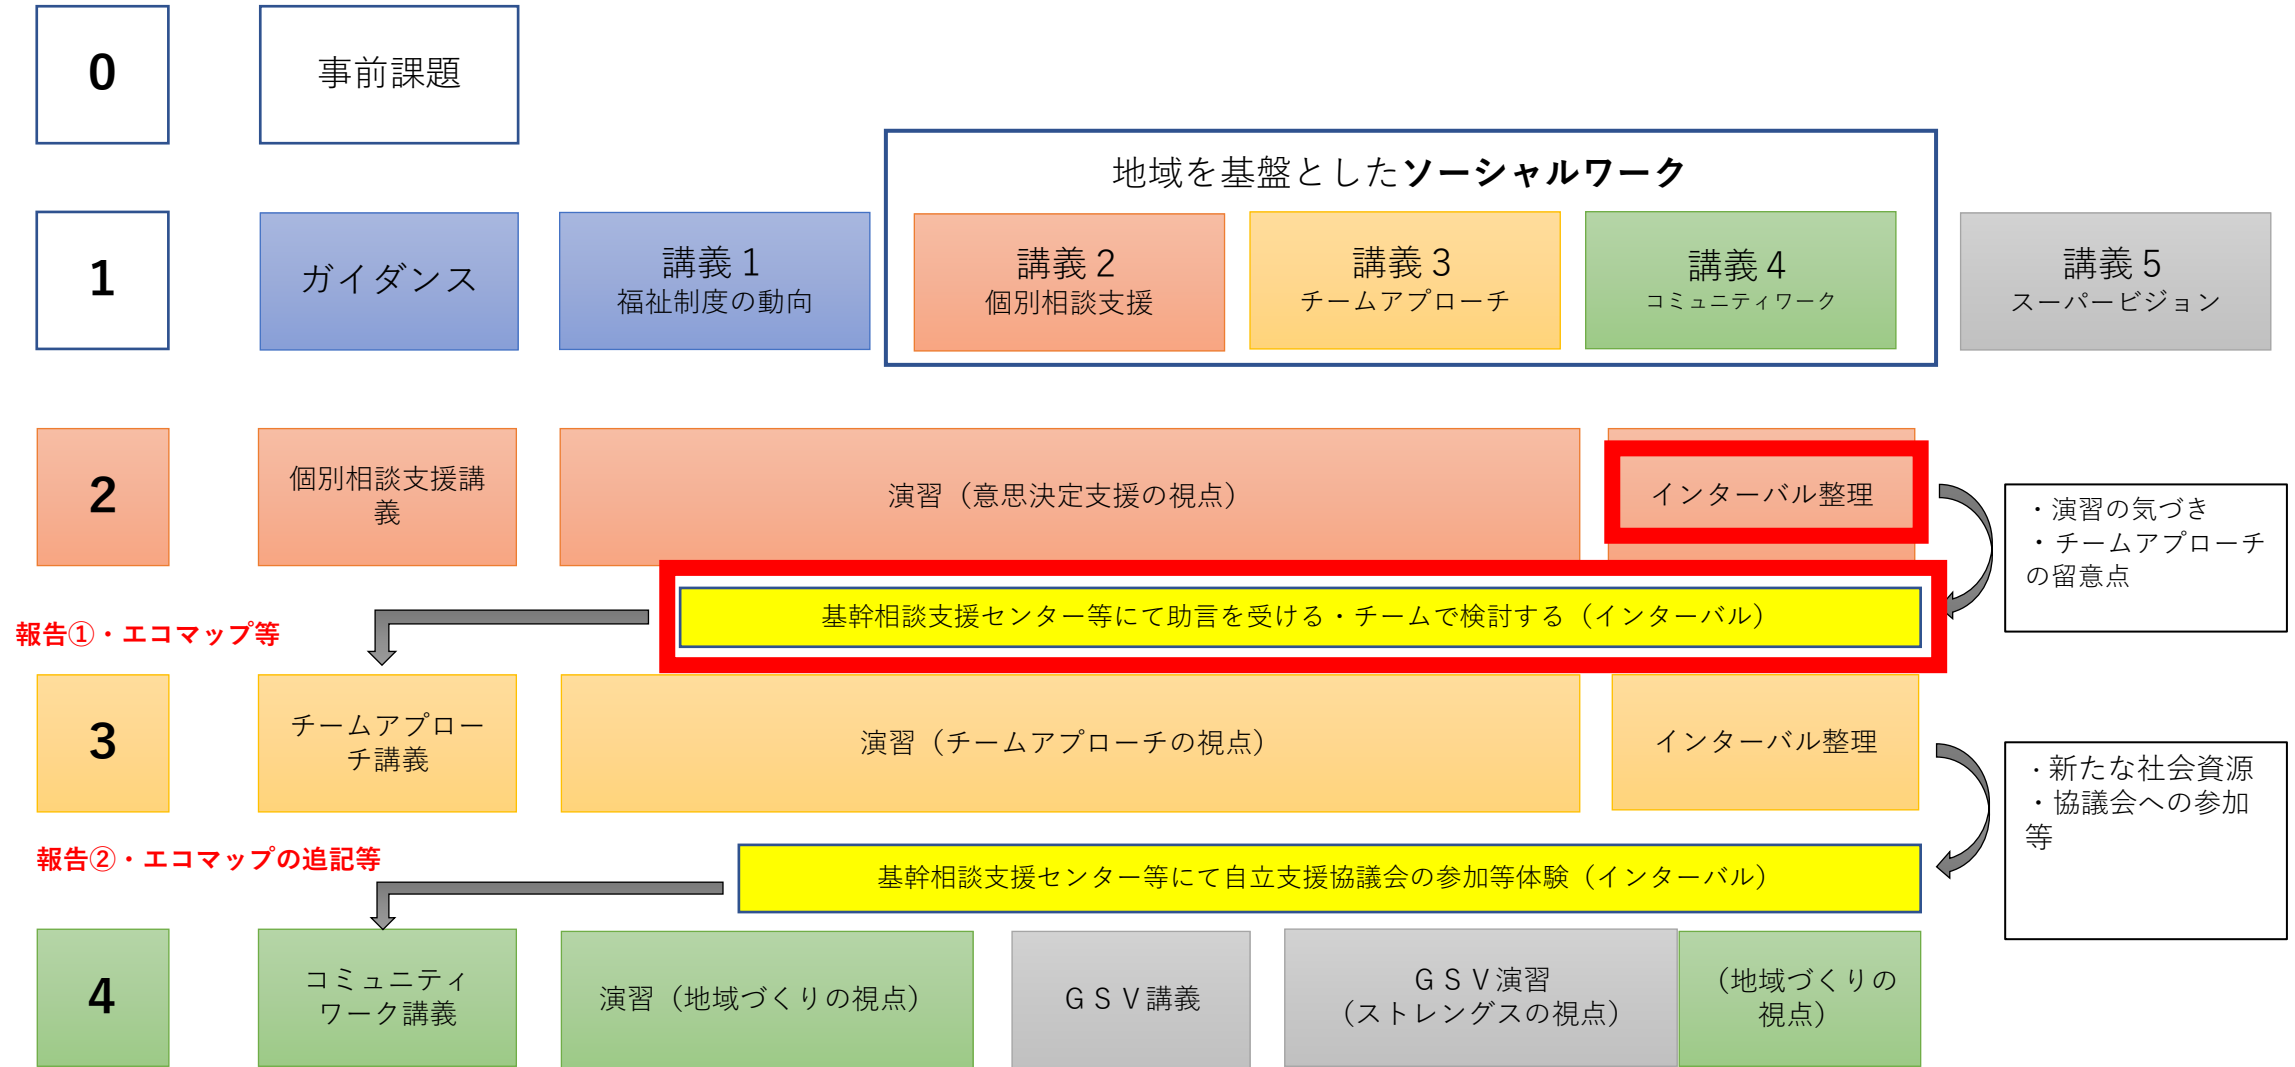 0
事前課題
地域を基盤としたソーシャルワーク
1
ガイダンス
講義１
福祉制度の動向
講義２
個別相談支援
講義３
チームアプローチ
講義４
コミュニティワーク
講義５
スーパービジョン
2
個別相談支援講
義
演習（意思決定支援の視点）
インターバル整理
・演習の気づき
・チームアプローチ
の留意点
基幹相談支援センター等にて助言を受ける・チームで検討する（インターバル）
報告①・エコマップ等
3
チームアプロー
チ講義
演習（チームアプローチの視点）
インターバル整理
・新たな社会資源
・協議会への参加
等
報告②・エコマップの追記等
基幹相談支援センター等にて自立支援協議会の参加等体験（インターバル）
4
コミュニティ
ワーク講義
演習（地域づくりの視点）
ＧＳＶ講義
ＧＳＶ演習
（ストレングスの視点）
（地域づくりの
視点）